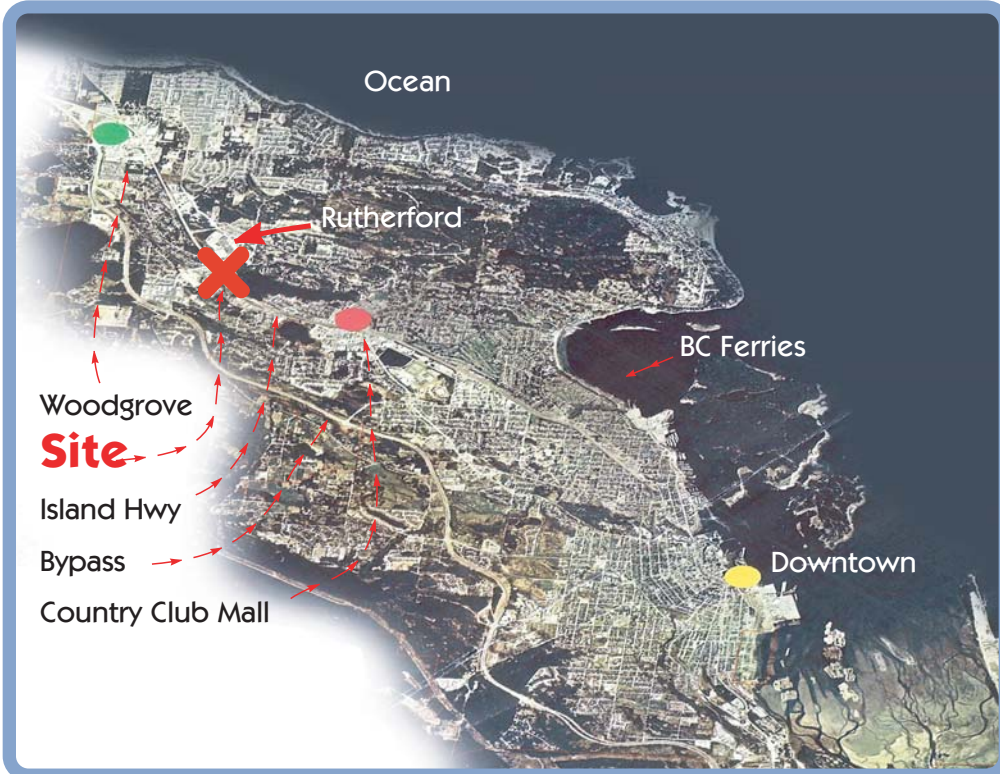 Ocean
Rutherford
BC Ferries
Woodgrove
Site
Island Hwy
Bypass
Country Club Mall
Downtown